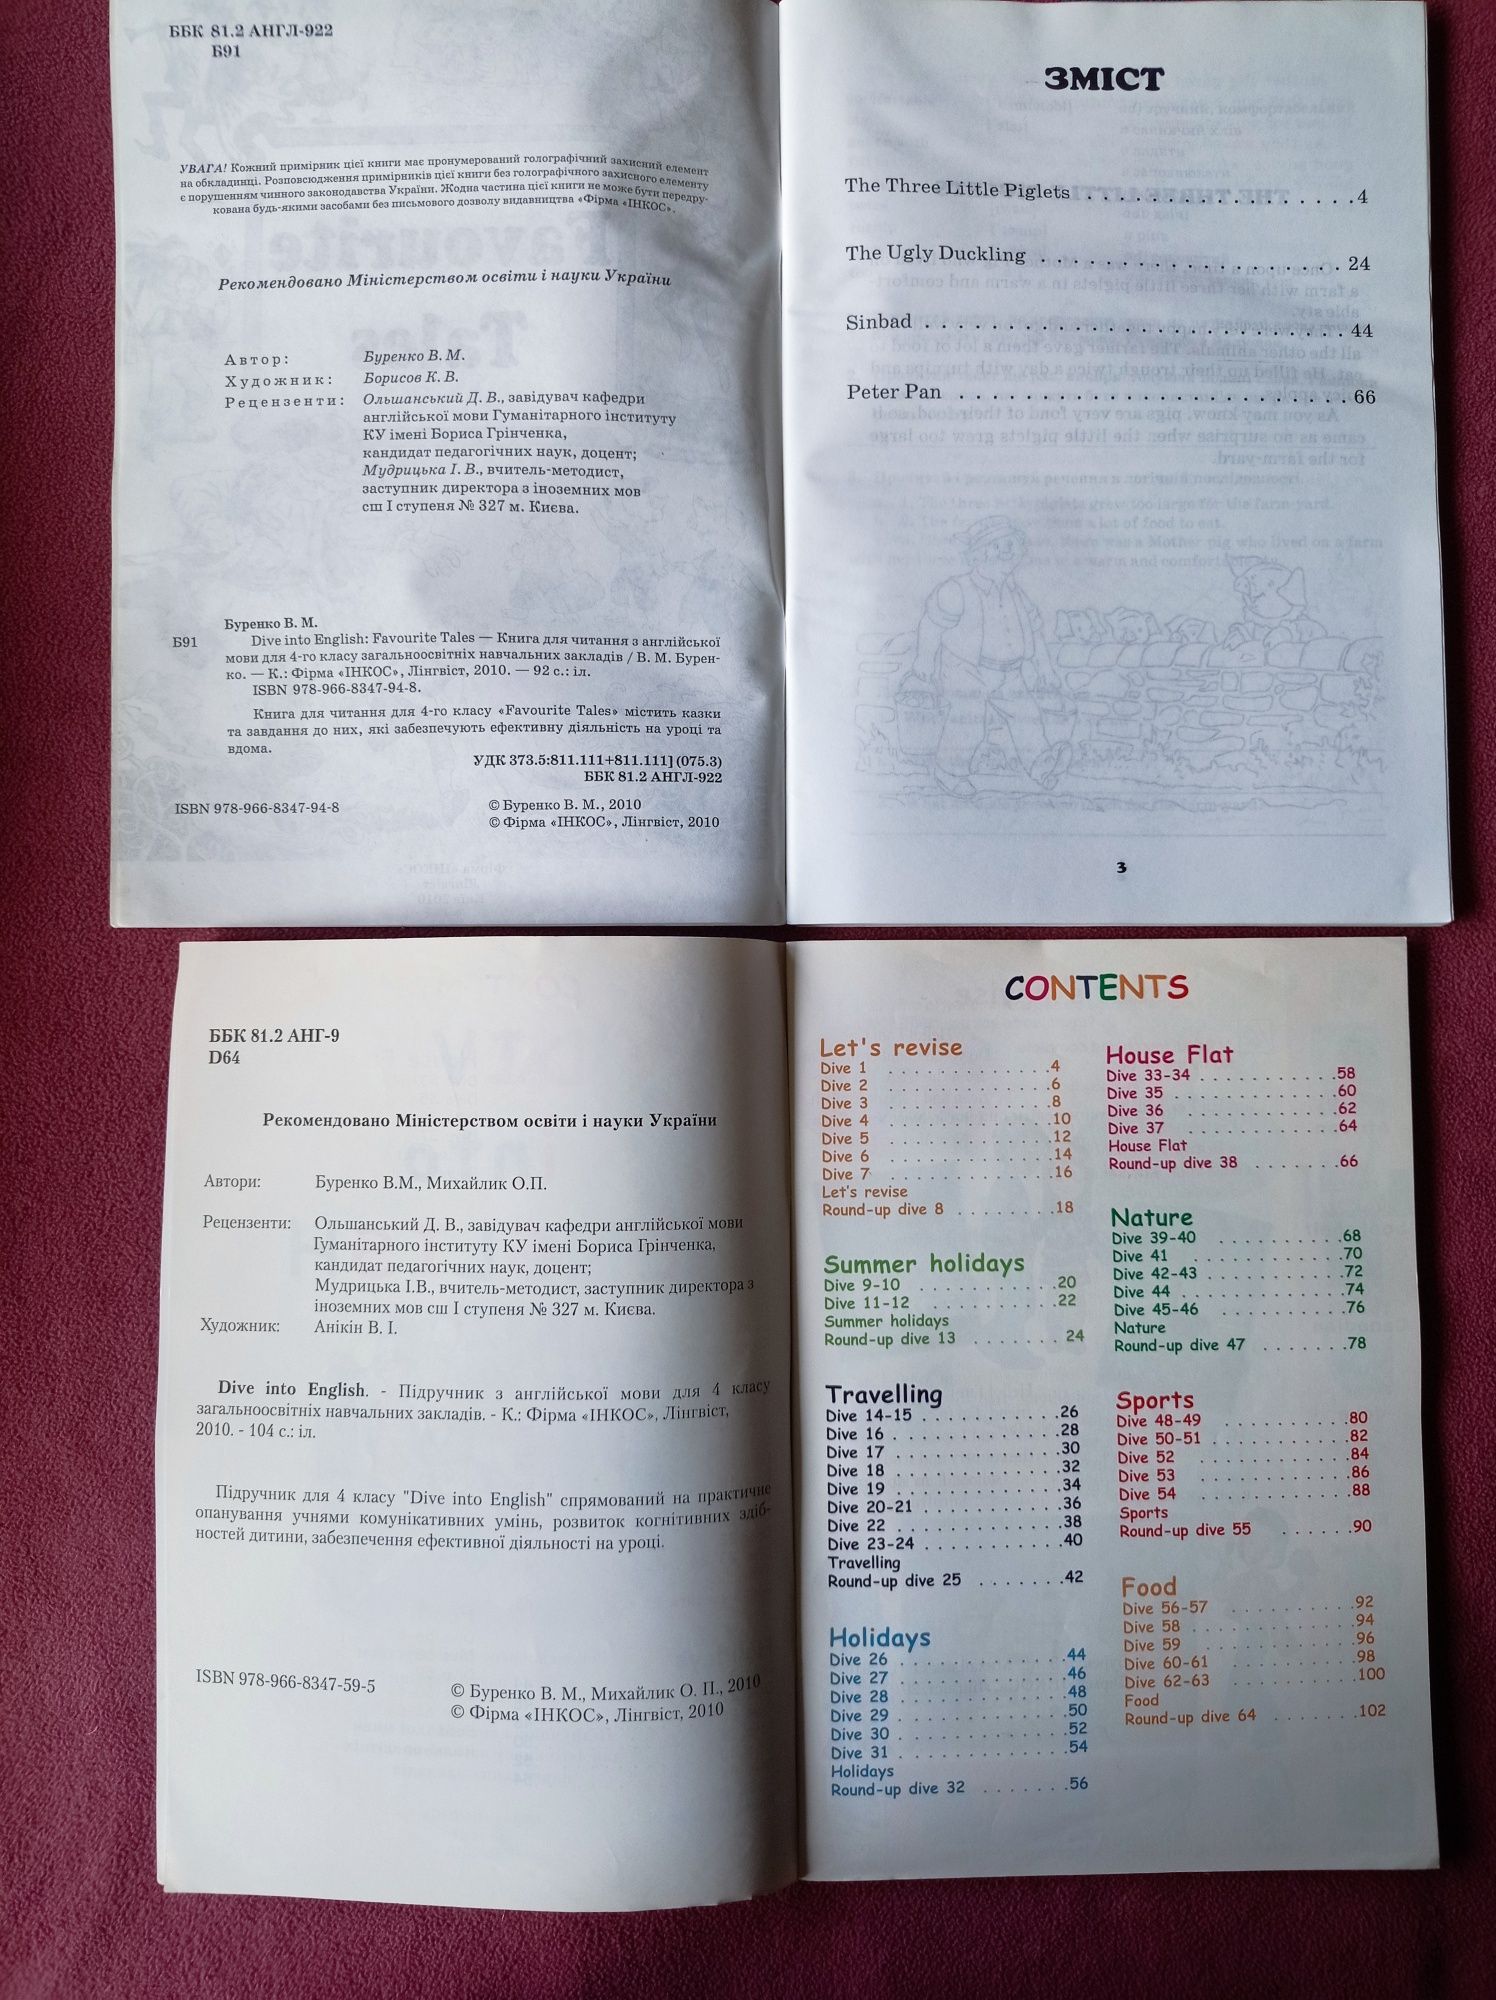 ББК 81.2 АНГЛ-922
Б91
УВАГА! Кожний примірник цієї книги має пронумерований голографічний захисний елемент
на обкладинці. Розповсюдження примірників цієї книги без голографічного захисного елементу
є порушенням чинного законодавства України. Жодна частина цієї книги не може бути передру-
кована будь-якими засобами без письмового дозволу видавництва «Фірма «ІНКОС».
Рекомендовано Міністерством освіти і науки України
Автор: Буренко В. М.
Художник: Борисов К. В.
Рецензенти: Ольшанський Д. В., завідувач кафедри
англійської мови Гуманітарного інституту
КУ імені Бориса Грінченка,
кандидат педагогічних наук, доцент;
Мудрицька І. В., вчитель-методист,
заступник директора з іноземних мов
сш І ступеня № 327 м. Києва.
Буренко В. М.
Б91 Dive into English: Favourite Tales — Книга для читання з англійської
мови для 4-го класу загальноосвітніх навчальних закладів / В. М. Бурен-
ко. — К.: Фірма «ІНКОС», Лінгвіст, 2010. — 92 с.: іл.
ISBN 978-966-8347-94-8.
Книга для читання для 4-го класу «Favourite Tales» містить казки
та завдання до них, які забезпечують ефективну діяльність на уроці та
вдома.
УДК 373.5:811.111+811.111] (075.3)
ББК 81.2 АНГЛ-922
ISBN 978-966-8347-94-8 © Буренко В. М., 2010
© Фірма «ІНКОС», Лінгвіст, 2010
ЗМІСТ
The Three Little Piglets . . . . . . . . . . . . . . . . . 4
The Ugly Duckling . . . . . . . . . . . . . . . . . . . 24
Sinbad . . . . . . . . . . . . . . . . . . . . . . . . . 44
Peter Pan . . . . . . . . . . . . . . . . . . . . . . . 66
3
ББК 81.2 АНГ-9
D64
Рекомендовано Міністерством освіти і науки України
Автори: Буренко В.М., Михайлик О.П.
Рецензенти: Ольшанський Д. В., завідувач кафедри англійської мови
Гуманітарного інституту КУ імені Бориса Грінченка,
кандидат педагогічних наук, доцент;
Мудрицька І.В., вчитель-методист, заступник директора з
іноземних мов сш І ступеня № 327 м. Києва.
Художник: Анікін В. І.
Dive into English. - Підручник з англійської мови для 4 класу
загальноосвітніх навчальних закладів. - К.: Фірма «ІНКОС», Лінгвіст,
2010. - 104 с.: іл.
Підручник для 4 класу "Dive into English" спрямований на практичне
опанування учнями комунікативних умінь, розвиток когнітивних здіб-
ностей дитини, забезпечення ефективної діяльності на уроці.
ISBN 978-966-8347-59-5 © Буренко В. М., Михайлик О. П., 2010
© Фірма «ІНКОС», Лінгвіст, 2010
CONTENTS
Let's revise
Dive 1 . . . . . . . . . . . . . 4
Dive 2 . . . . . . . . . . . . . 6
Dive 3 . . . . . . . . . . . . . 8
Dive 4 . . . . . . . . . . . . . 10
Dive 5 . . . . . . . . . . . . . 12
Dive 6 . . . . . . . . . . . . . 14
Dive 7 . . . . . . . . . . . . . 16
Let's revise
Round-up dive 8 . . . . . . . . 18
Summer holidays
Dive 9-10 . . . . . . . . . . . 20
Dive 11-12 . . . . . . . . . . 22
Summer holidays
Round-up dive 13 . . . . . . . 24
Travelling
Dive 14-15 . . . . . . . . . . . 26
Dive 16 . . . . . . . . . . . . . 28
Dive 17 . . . . . . . . . . . . . 30
Dive 18 . . . . . . . . . . . . . 32
Dive 19 . . . . . . . . . . . . . 34
Dive 20-21 . . . . . . . . . . . 36
Dive 22 . . . . . . . . . . . . . 38
Dive 23-24 . . . . . . . . . . . 40
Travelling
Round-up dive 25 . . . . . . . 42
Holidays
Dive 26 . . . . . . . . . . . . . 44
Dive 27 . . . . . . . . . . . . . 46
Dive 28 . . . . . . . . . . . . . 48
Dive 29 . . . . . . . . . . . . . 50
Dive 30 . . . . . . . . . . . . . 52
Dive 31 . . . . . . . . . . . . . 54
Holidays
Round-up dive 32 . . . . . . . 56
House Flat
Dive 33-34 . . . . . . . . . . . 58
Dive 35 . . . . . . . . . . . . . 60
Dive 36 . . . . . . . . . . . . . 62
Dive 37 . . . . . . . . . . . . . 64
House Flat
Round-up dive 38 . . . . . . . 66
Nature
Dive 39-40 . . . . . . . . . . 68
Dive 41 . . . . . . . . . . . . 70
Dive 42-43 . . . . . . . . . . . 72
Dive 44 . . . . . . . . . . . . . 74
Dive 45-46 . . . . . . . . . . 76
Nature
Round-up dive 47 . . . . . . . 78
Sports
Dive 48-49 . . . . . . . . . . 80
Dive 50-51 . . . . . . . . . . . 82
Dive 52 . . . . . . . . . . . . 84
Dive 53 . . . . . . . . . . . . 86
Dive 54 . . . . . . . . . . . . 88
Sports
Round-up dive 55 . . . . . . 90
Food
Dive 56-57 . . . . . . . . . . 92
Dive 58 . . . . . . . . . . . . . 94
Dive 59 . . . . . . . . . . . . 96
Dive 60-61 . . . . . . . . . . 98
Dive 62-63 . . . . . . . . . . 100
Food
Round-up dive 64 . . . . . . . 102